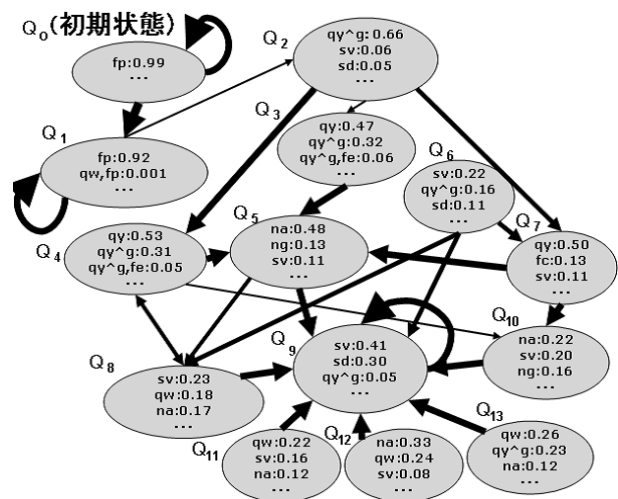 Q0(初期状態)
fp:0.99
...
Q1
fp:0.92
qw,fp:0.001
...
Q2
qy^g:0.66
sv:0.06
sd:0.05
...
Q3
qy:0.47
qy^g:0.32
qy^g,fe:0.06
...
Q4
qy:0.53
qy^g:0.31
qy^g,fe:0.05
...
Q5
na:0.48
ng:0.13
sv:0.11
...
Q6
sv:0.22
qy^g:0.16
sd:0.11
...
Q7
qy:0.50
fc:0.13
sv:0.11
...
Q8
sv:0.23
qw:0.18
na:0.17
...
Q9
sv:0.41
sd:0.30
qy^g:0.05
...
Q10
na:0.22
sv:0.20
ng:0.16
...
Q11
qw:0.22
sv:0.16
na:0.12
...
Q12
na:0.33
qw:0.24
sv:0.08
...
Q13
qw:0.26
qy^g:0.23
na:0.12
...